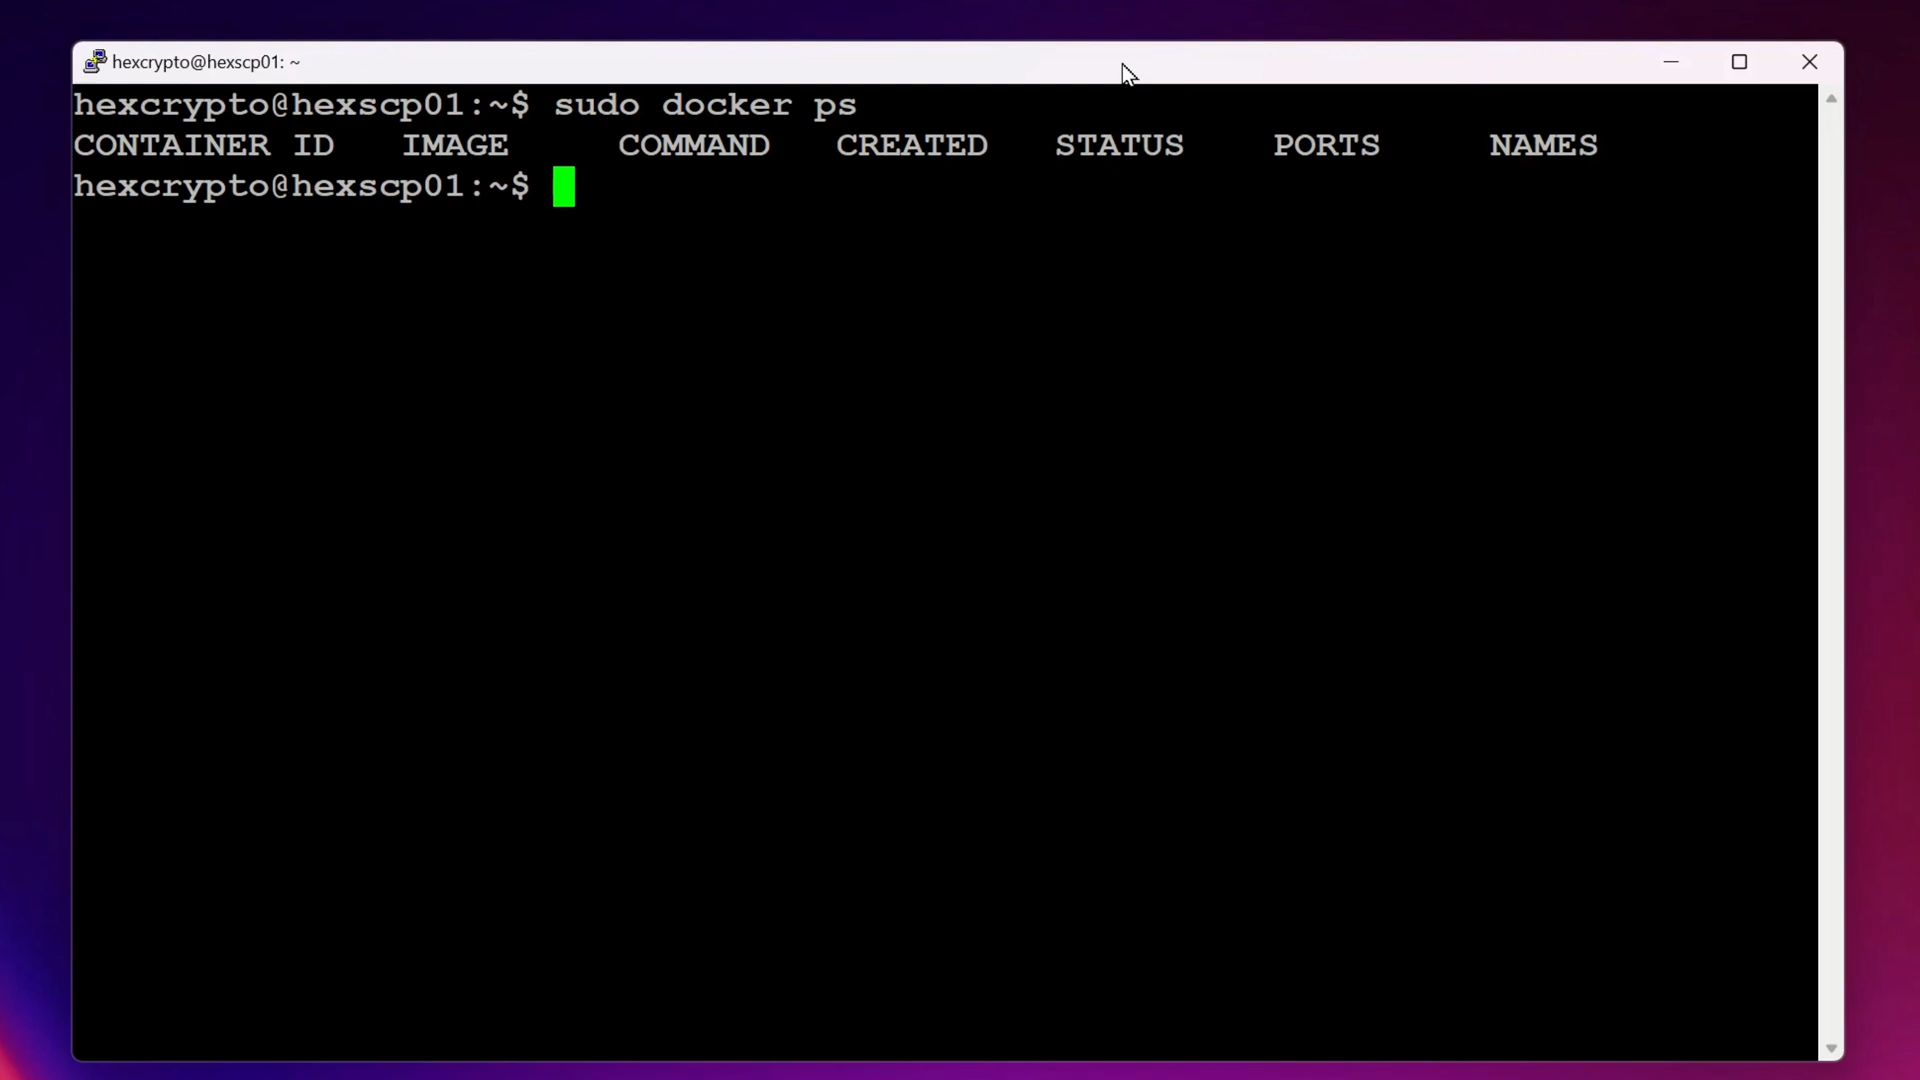 hexcrypto@hexscp01: ~
hexcrypto@hexscp01:~$ sudo docker ps
CONTAINER ID   IMAGE     COMMAND   CREATED   STATUS    PORTS     NAMES
hexcrypto@hexscp01:~$